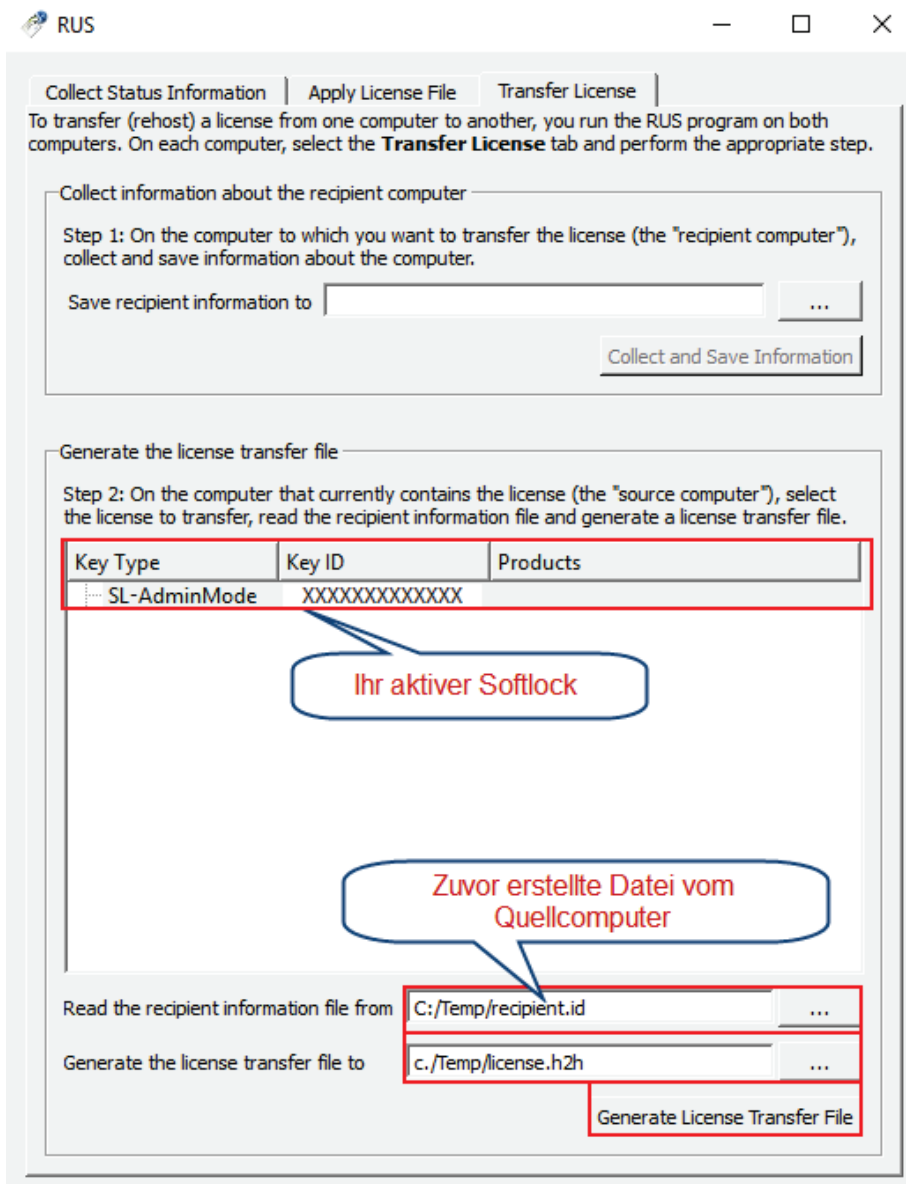 RUS
Collect Status Information
Apply License File
Transfer License
To transfer (rehost) a license from one computer to another, you run the RUS program on both
computers. On each computer, select the Transfer License tab and perform the appropriate step.
Collect information about the recipient computer
Step 1: On the computer to which you want to transfer the license (the "recipient computer"),
collect and save information about the computer.
Save recipient information to
...
Collect and Save Information
Generate the license transfer file
Step 2: On the computer that currently contains the license (the "source computer"), select
the license to transfer, read the recipient information file and generate a license transfer file.
Key Type Key ID Products
SL-AdminMode XXXXXXXXXXXXX
Ihr aktiver Softlock
Zuvor erstellte Datei vom
Quellcomputer
Read the recipient information file from C:/Temp/recipient.id ...
Generate the license transfer file to c./Temp/license.h2h ...
Generate License Transfer File